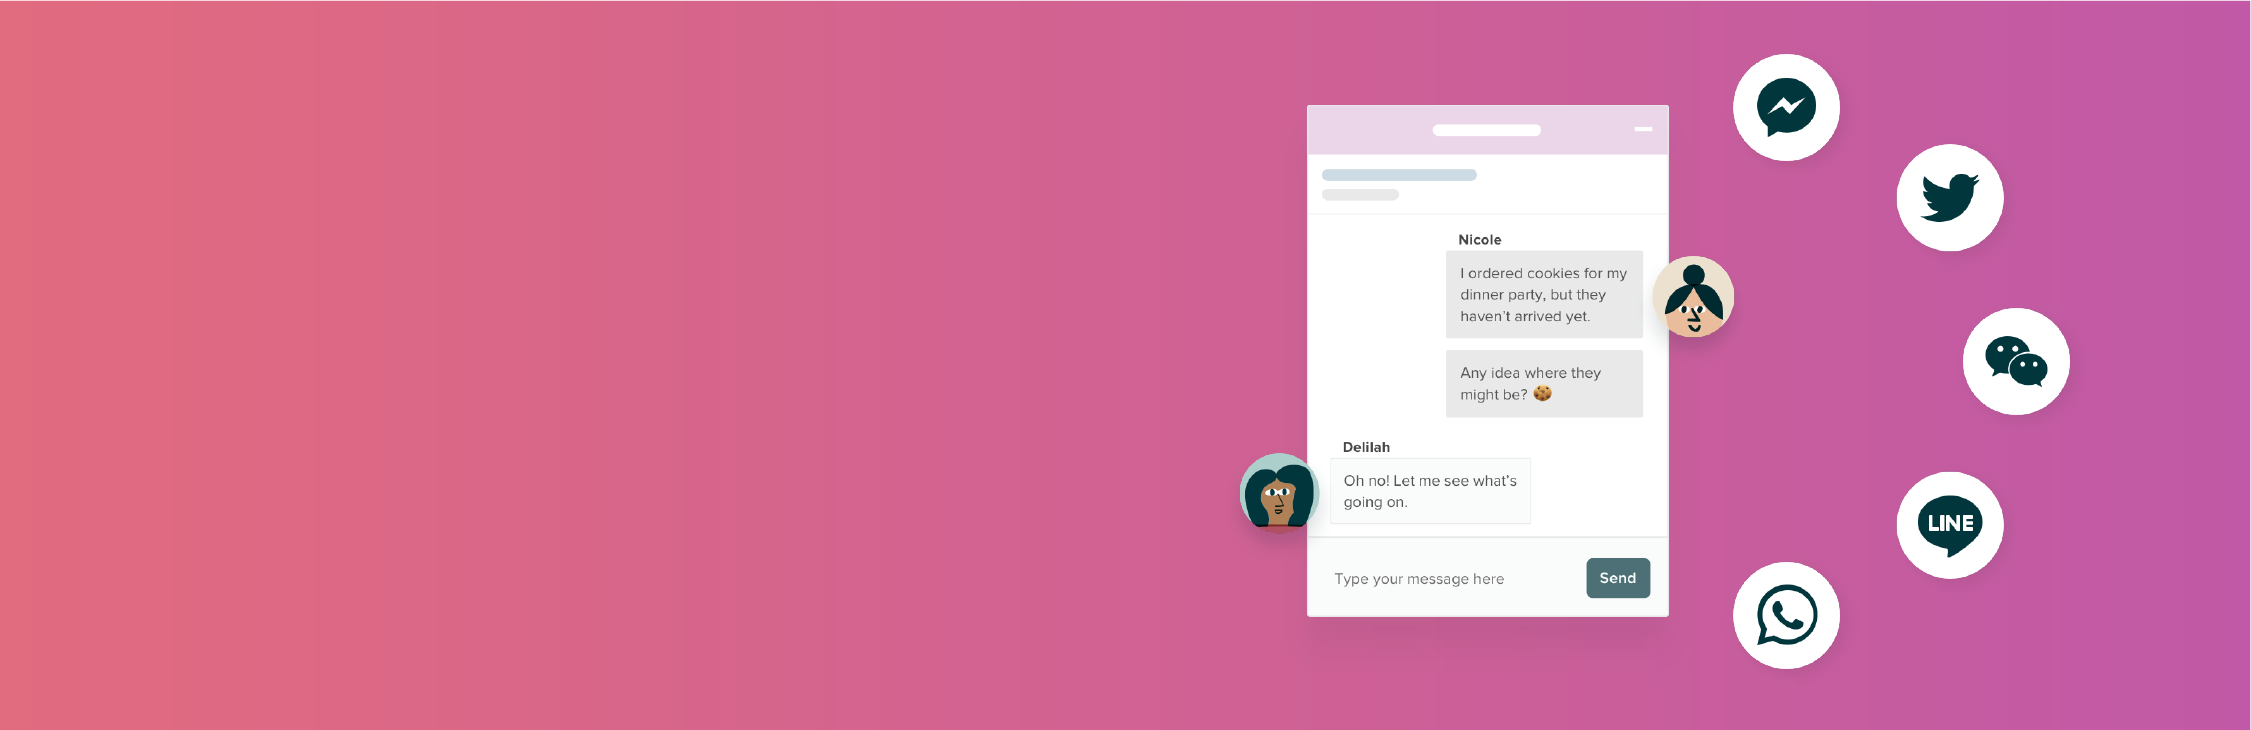 Nicole
I ordered cookies for my
dinner party, but they
haven’t arrived yet.
Any idea where they
might be? 🍪
Delilah
Oh no! Let me see what’s
going on.
Type your message here
Send
LINE